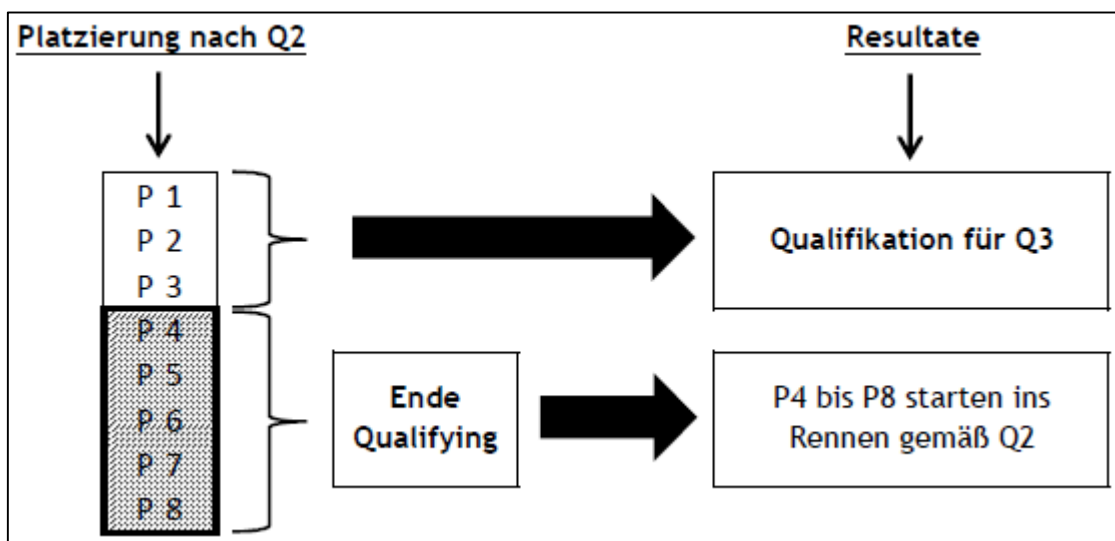 Platzierung nach Q2
Resultate
P 1
P 2
P 3
Qualifikation für Q3
P 4
P 5
P 6
P 7
P 8
Ende
Qualifying
P4 bis P8 starten ins
Rennen gemäß Q2